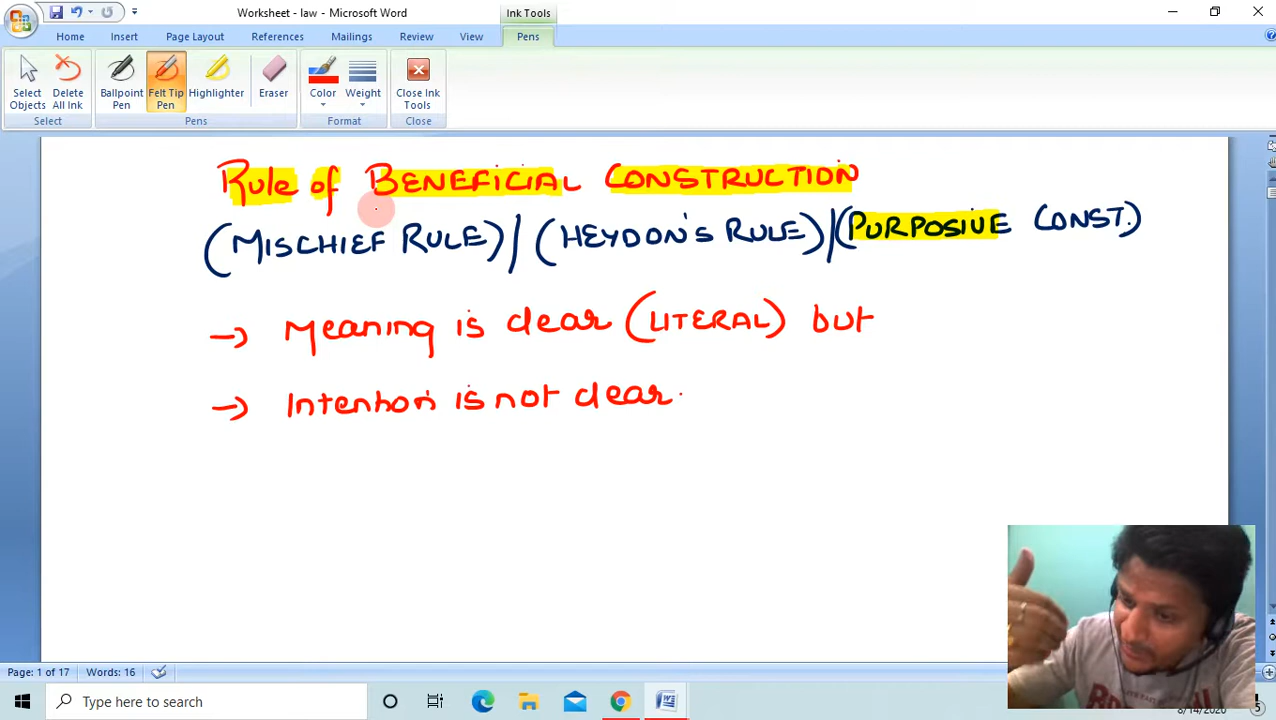 Worksheet - law - Microsoft Word
Ink Tools
Home Insert Page Layout References Mailings Review View Pens
Select Objects
Delete All Ink
Ballpoint Pen
Felt Tip Pen
Highlighter
Eraser
Color
Weight
Close Ink Tools
Select Pens Format Close
Rule of BENEFICIAL CONSTRUCTION
(MISCHIEF RULE)/(HEYDON'S RULE)/(PURPOSIVE CONST.)
→ Meaning is clear (LITERAL) but
→ Intention is not clear.
Page: 1 of 17 Words: 16
Type here to search
8/14/2020